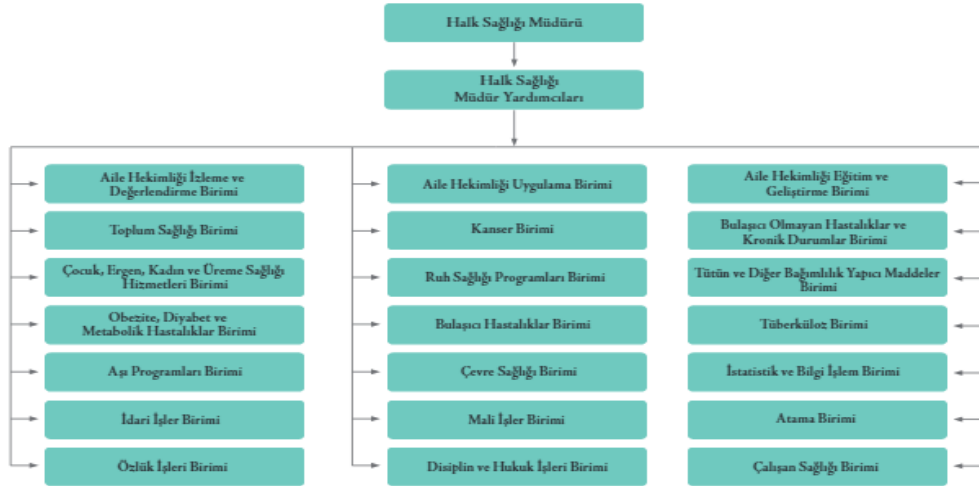 Halk Sağlığı Müdürü
Halk Sağlığı
Müdür Yardımcıları
Aile Hekimliği İzleme ve
Değerlendirme Birimi
Aile Hekimliği Uygulama Birimi
Aile Hekimliği Eğitim ve
Geliştirme Birimi
Toplum Sağlığı Birimi
Kanser Birimi
Bulaşıcı Olmayan Hastalıklar ve
Kronik Durumlar Birimi
Çocuk, Ergen, Kadın ve Üreme Sağlığı
Hizmetleri Birimi
Ruh Sağlığı Programları Birimi
Tütün ve Diğer Bağımlılık Yapıcı Maddeler
Birimi
Obezite, Diyabet ve
Metabolik Hastalıklar Birimi
Bulaşıcı Hastalıklar Birimi
Tüberküloz Birimi
Aşı Programları Birimi
Çevre Sağlığı Birimi
İstatistik ve Bilgi İşlem Birimi
İdari İşler Birimi
Mali İşler Birimi
Atama Birimi
Özlük İşleri Birimi
Disiplin ve Hukuk İşleri Birimi
Çalışan Sağlığı Birimi